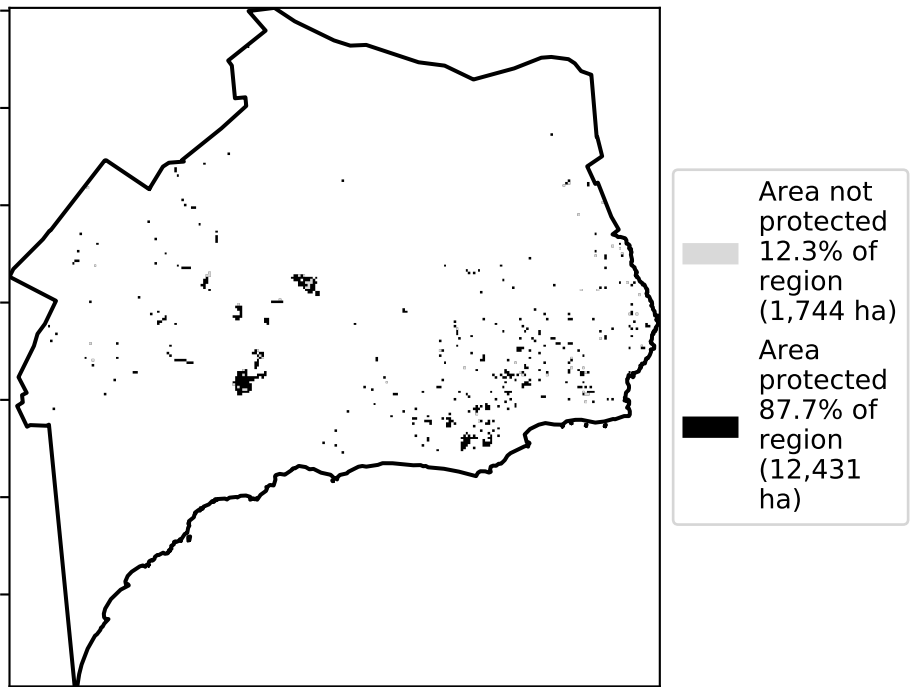 Area not
protected
12.3% of
region
(1,744 ha)
Area
protected
87.7% of
region
(12,431
ha)